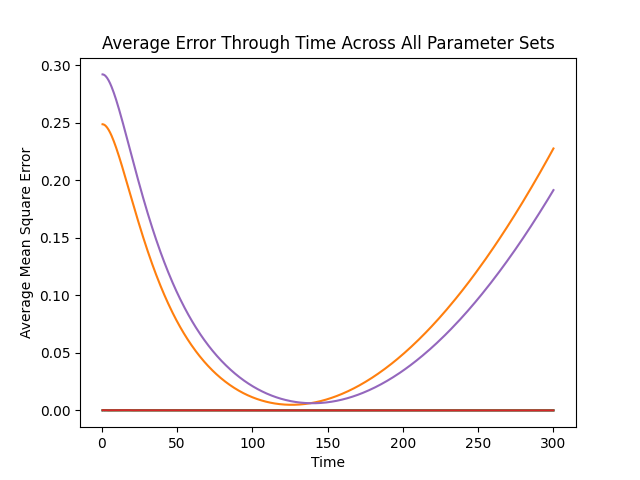 Average Error Through Time Across All Parameter Sets
0.30
0.25
0.20
0.15
0.10
0.05
0.00
Average Mean Square Error
0 50 100 150 200 250 300
Time